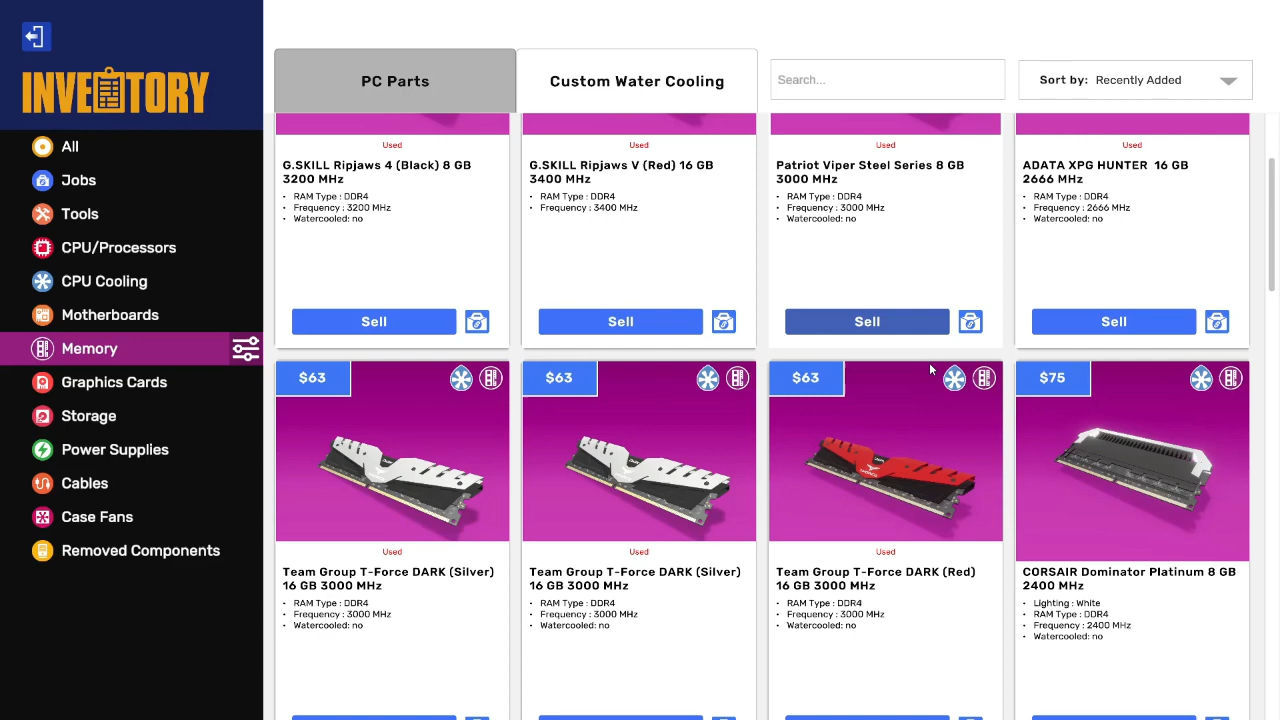 INVENTORY
All
Jobs
Tools
CPU/Processors
CPU Cooling
Motherboards
Memory
Graphics Cards
Storage
Power Supplies
Cables
Case Fans
Removed Components
PC Parts
Custom Water Cooling
Search...
Sort by: Recently Added
Used
G.SKILL Ripjaws 4 (Black) 8 GB
3200 MHz
• RAM Type : DDR4
• Frequency : 3200 MHz
• Watercooled: no
Sell
Used
G.SKILL Ripjaws V (Red) 16 GB
3400 MHz
• RAM Type : DDR4
• Frequency : 3400 MHz
Sell
Used
Patriot Viper Steel Series 8 GB
3000 MHz
• RAM Type : DDR4
• Frequency : 3000 MHz
• Watercooled: no
Sell
Used
ADATA XPG HUNTER 16 GB
2666 MHz
• RAM Type : DDR4
• Frequency : 2666 MHz
• Watercooled: no
Sell
$63
Used
Team Group T-Force DARK (Silver)
16 GB 3000 MHz
• RAM Type : DDR4
• Frequency : 3000 MHz
• Watercooled: no
$63
Used
Team Group T-Force DARK (Silver)
16 GB 3000 MHz
• RAM Type : DDR4
• Frequency : 3000 MHz
• Watercooled: no
$63
Used
Team Group T-Force DARK (Red)
16 GB 3000 MHz
• RAM Type : DDR4
• Frequency : 3000 MHz
• Watercooled: no
$75
CORSAIR Dominator Platinum 8 GB
2400 MHz
• Lighting : White
• RAM Type : DDR4
• Frequency : 2400 MHz
• Watercooled: no